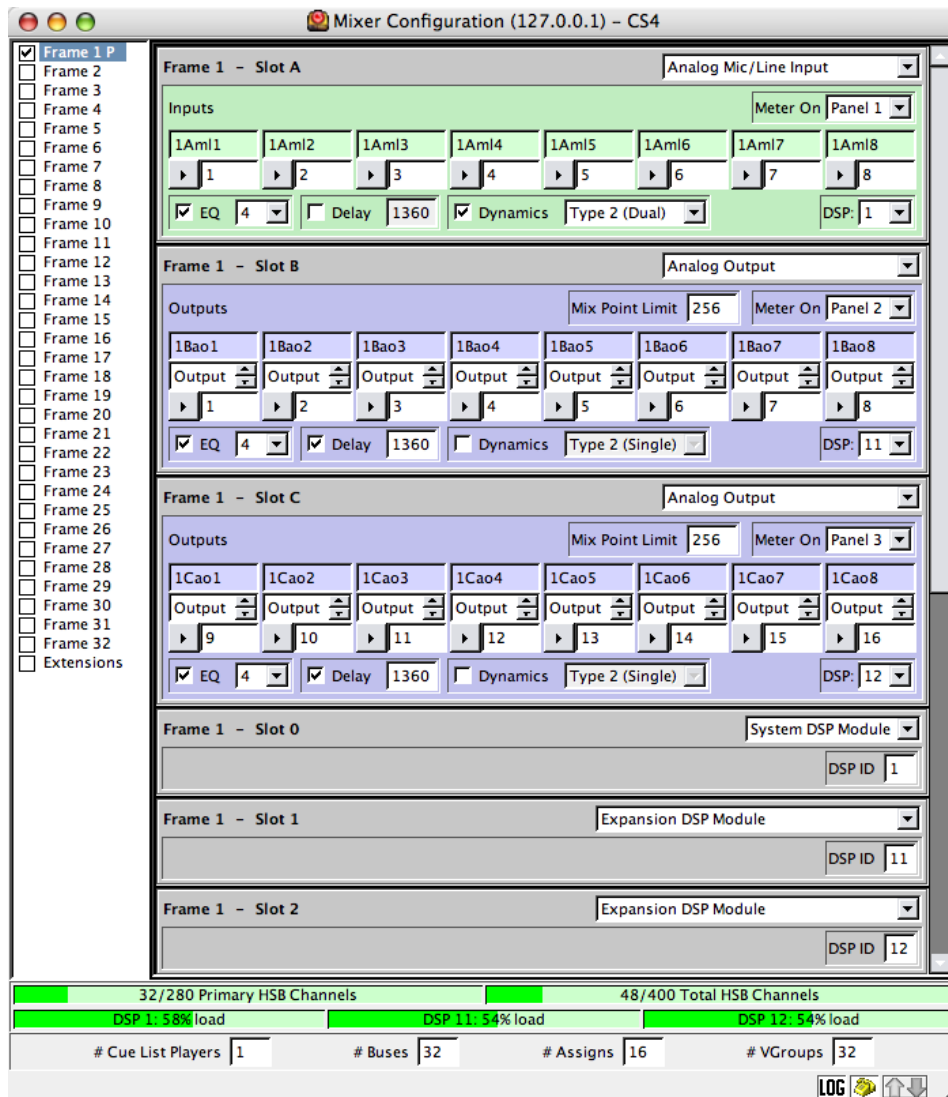 Mixer Configuration (127.0.0.1) – CS4
Frame 1 P
Frame 2
Frame 3
Frame 4
Frame 5
Frame 6
Frame 7
Frame 8
Frame 9
Frame 10
Frame 11
Frame 12
Frame 13
Frame 14
Frame 15
Frame 16
Frame 17
Frame 18
Frame 19
Frame 20
Frame 21
Frame 22
Frame 23
Frame 24
Frame 25
Frame 26
Frame 27
Frame 28
Frame 29
Frame 30
Frame 31
Frame 32
Extensions
Frame 1 – Slot A Analog Mic/Line Input
Inputs Meter On Panel 1
1AmI1 1AmI2 1AmI3 1AmI4 1AmI5 1AmI6 1AmI7 1AmI8
1 2 3 4 5 6 7 8
EQ 4 Delay 1360 Dynamics Type 2 (Dual) DSP: 1
Frame 1 – Slot B Analog Output
Outputs Mix Point Limit 256 Meter On Panel 2
1Bao1 1Bao2 1Bao3 1Bao4 1Bao5 1Bao6 1Bao7 1Bao8
Output Output Output Output Output Output Output Output
1 2 3 4 5 6 7 8
EQ 4 Delay 1360 Dynamics Type 2 (Single) DSP: 11
Frame 1 – Slot C Analog Output
Outputs Mix Point Limit 256 Meter On Panel 3
1Cao1 1Cao2 1Cao3 1Cao4 1Cao5 1Cao6 1Cao7 1Cao8
Output Output Output Output Output Output Output Output
9 10 11 12 13 14 15 16
EQ 4 Delay 1360 Dynamics Type 2 (Single) DSP: 12
Frame 1 – Slot 0 System DSP Module
DSP ID 1
Frame 1 – Slot 1 Expansion DSP Module
DSP ID 11
Frame 1 – Slot 2 Expansion DSP Module
DSP ID 12
32/280 Primary HSB Channels 48/400 Total HSB Channels
DSP 1: 58% load DSP 11: 54% load DSP 12: 54% load
# Cue List Players 1 # Buses 32 # Assigns 16 # VGroups 32
LOG